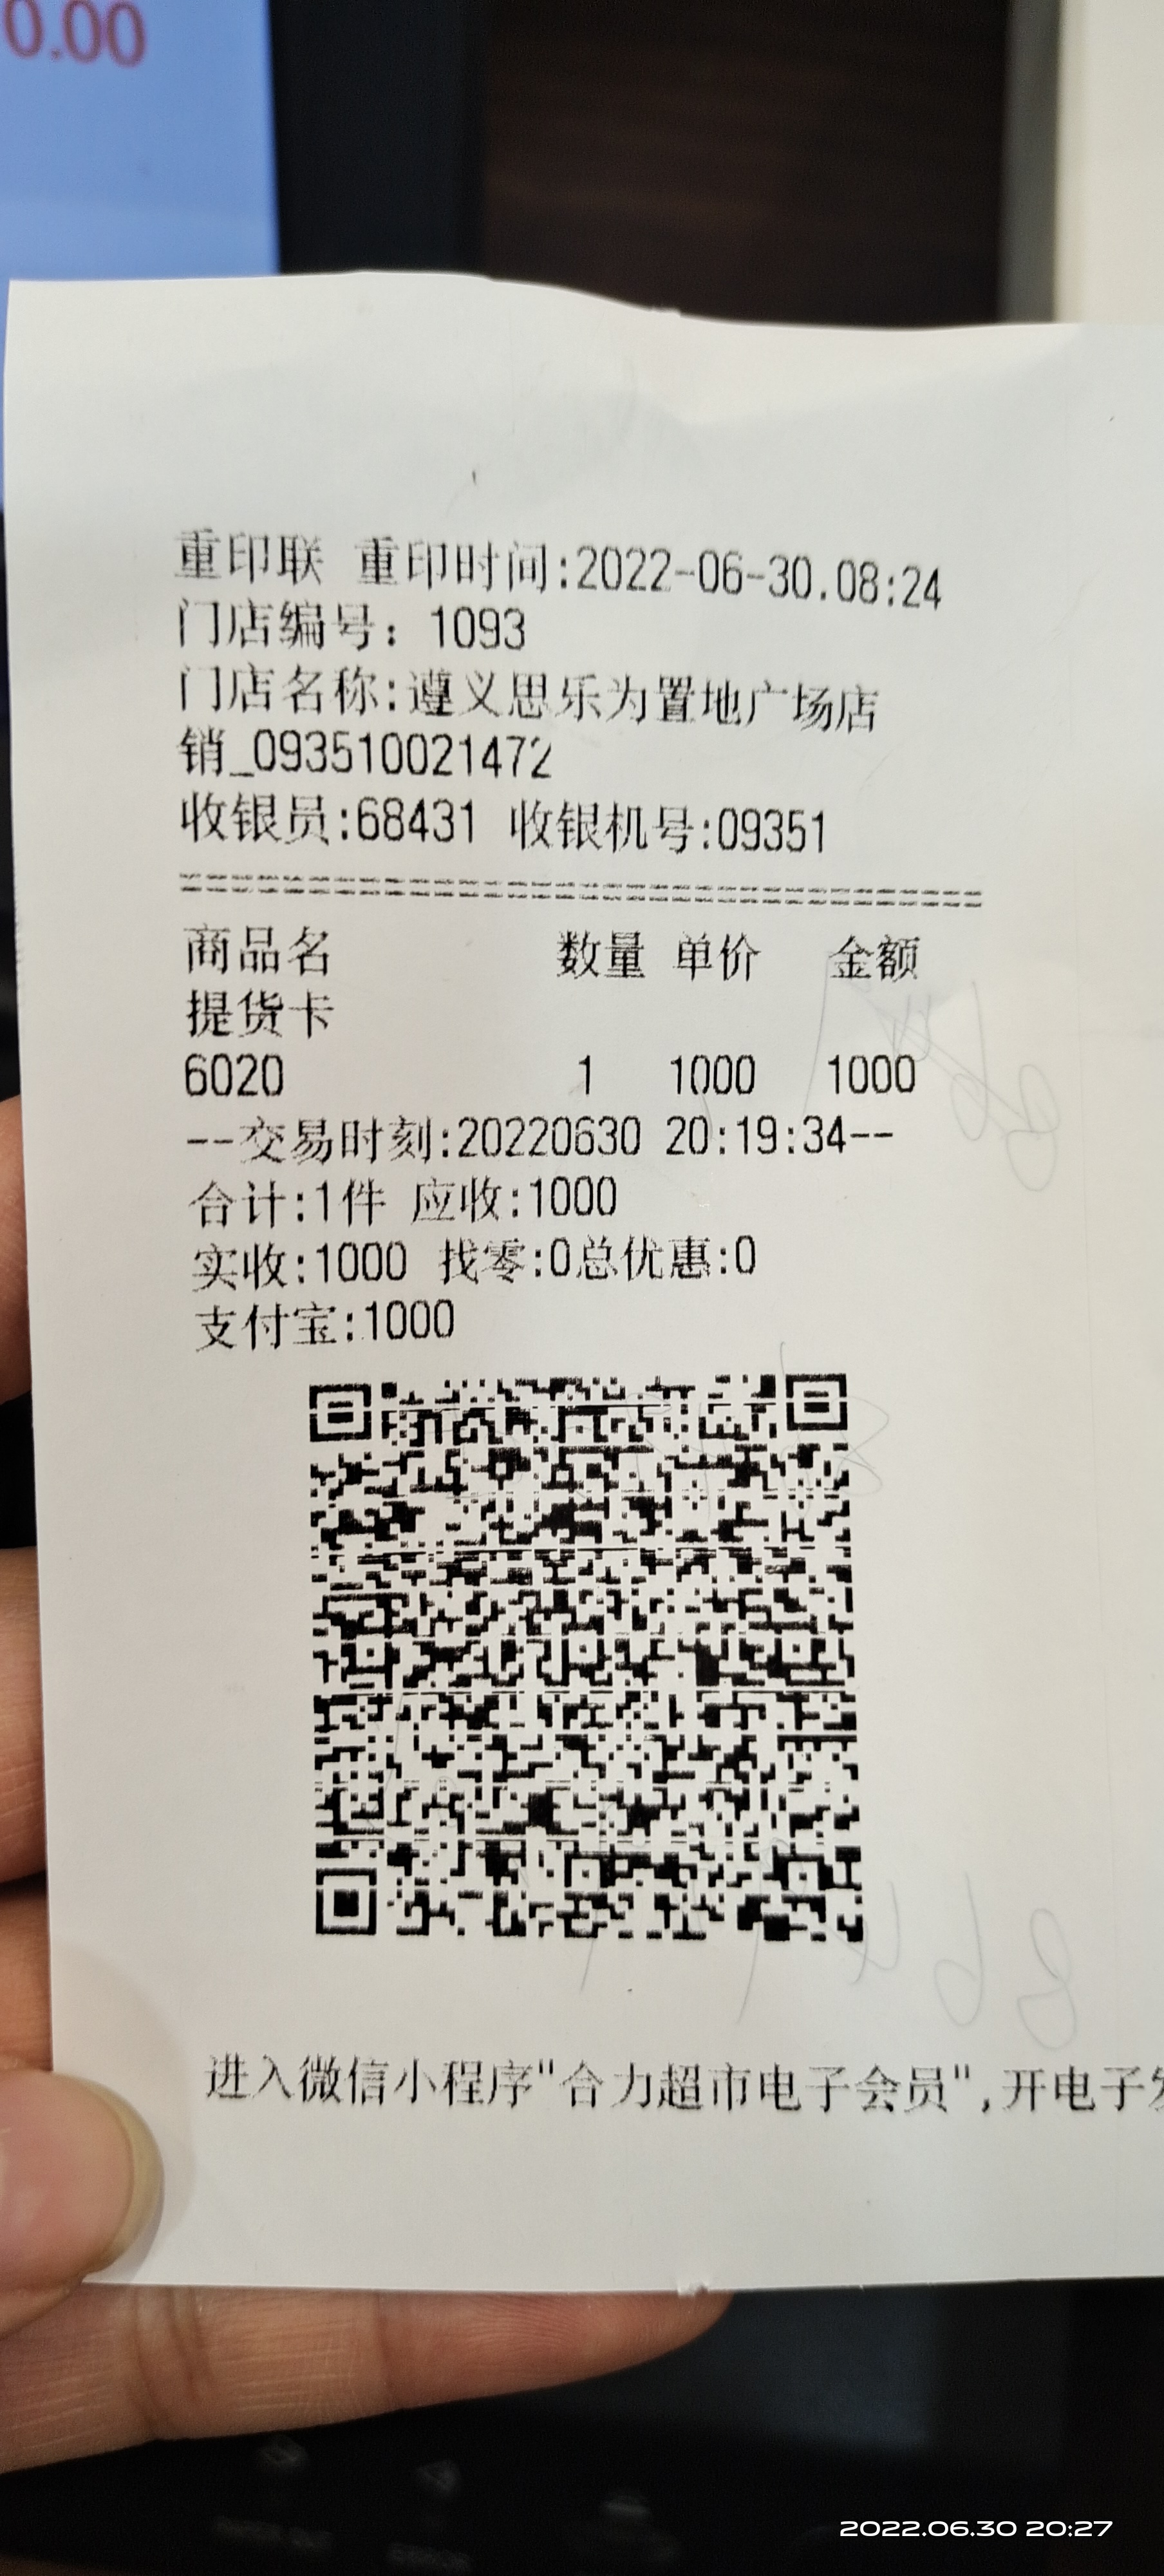 0.00
重印联 重印时间:2022-06-30.08:24
门店编号: 1093
门店名称:遵义思乐为置地广场店
销_093510021472
收银员:68431 收银机号:09351
商品名 数量 单价 金额
提货卡
6020 1 1000 1000
--交易时刻:20220630 20:19:34--
合计:1件 应收:1000
实收:1000 找零:0总优惠:0
支付宝:1000
进入微信小程序"合力超市电子会员",开电子发
2022.06.30 20:27